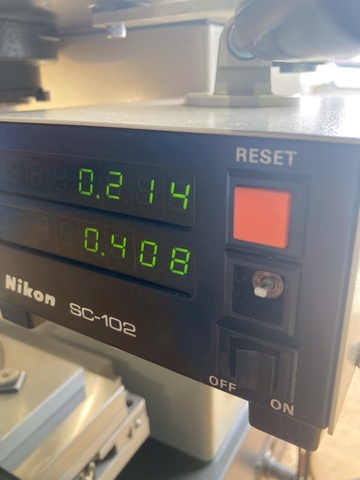 RESET
0.214
0.408
Nikon SC-102
OFF ON